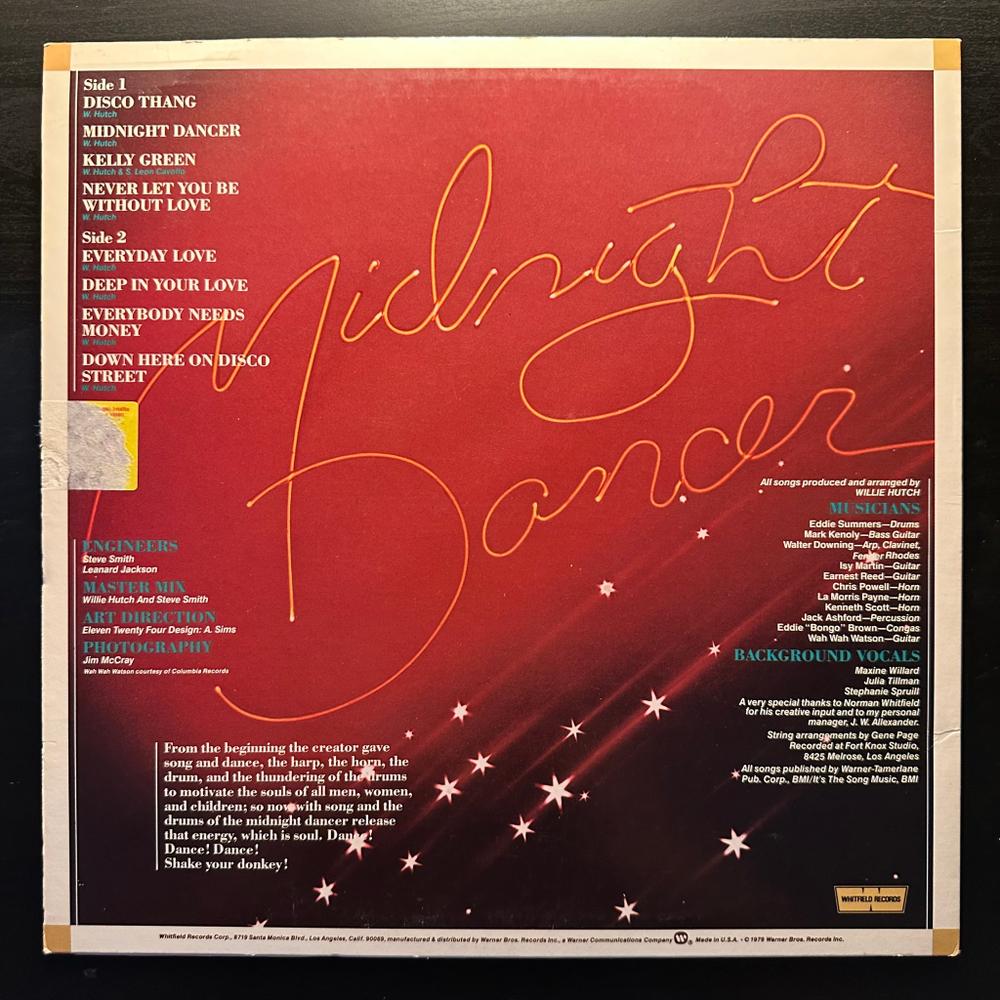 Side 1
DISCO THANG
W. Hutch
MIDNIGHT DANCER
W. Hutch
KELLY GREEN
W. Hutch & S. Leon Cavallo
NEVER LET YOU BE
WITHOUT LOVE
W. Hutch
Side 2
EVERYDAY LOVE
W. Hutch
DEEP IN YOUR LOVE
W. Hutch
EVERYBODY NEEDS
MONEY
W. Hutch
DOWN HERE ON DISCO
STREET
W. Hutch
Midnight
Dancer
ENGINEERS
Steve Smith
Leanard Jackson
MASTER MIX
Willie Hutch And Steve Smith
ART DIRECTION
Eleven Twenty Four Design: A. Sims
PHOTOGRAPHY
Jim McCray
Wah Wah Watson courtesy of Columbia Records
All songs produced and arranged by
WILLIE HUTCH
MUSICIANS
Eddie Summers—Drums
Mark Kenoly—Bass Guitar
Walter Downing—Arp, Clavinet,
Fender Rhodes
Isy Martin—Guitar
Earnest Reed—Guitar
Chris Powell—Horn
La Morris Payne—Horn
Kenneth Scott—Horn
Jack Ashford—Percussion
Eddie "Bongo" Brown—Congas
Wah Wah Watson—Guitar
BACKGROUND VOCALS
Maxine Willard
Julia Tillman
Stephanie Spruill
A very special thanks to Norman Whitfield
for his creative input and to my personal
manager, J. W. Allexander.
String arrangements by Gene Page
Recorded at Fort Knox Studio,
8425 Melrose, Los Angeles
All songs published by Warner-Tamerlane
Pub. Corp., BMI/It's The Song Music, BMI
From the beginning the creator gave
song and dance, the harp, the horn, the
drum, and the thundering of the drums
to motivate the souls of all men, women,
and children; so now with song and the
drums of the midnight dancer release
that energy, which is soul. Dance!
Dance! Dance!
Shake your donkey!
WHITFIELD RECORDS
Whitfield Records Corp., 8719 Santa Monica Blvd., Los Angeles, Calif. 90069, manufactured & distributed by Warner Bros. Records Inc., a Warner Communications Company ®. Made in U.S.A. · © 1979 Warner Bros. Records Inc.